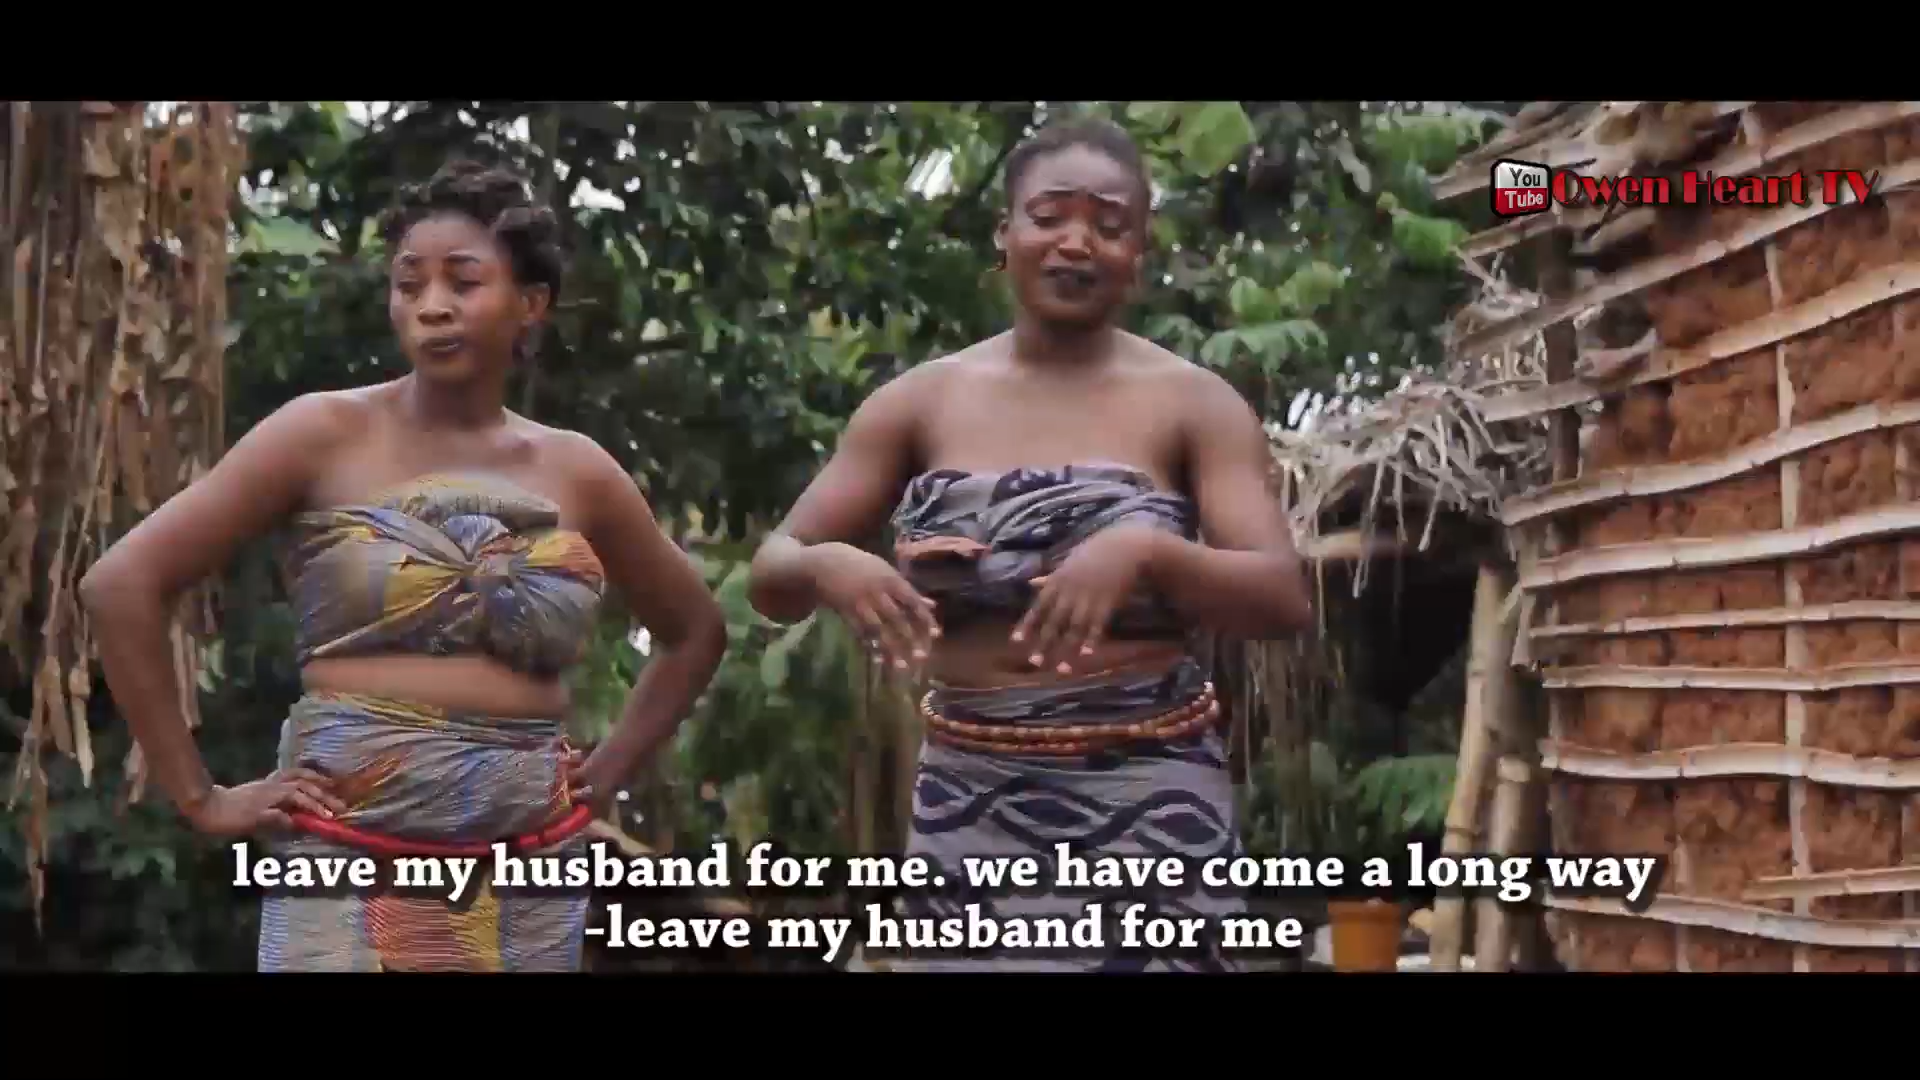 You
Tube
Owen Heart TV
leave my husband for me. we have come a long way
-leave my husband for me